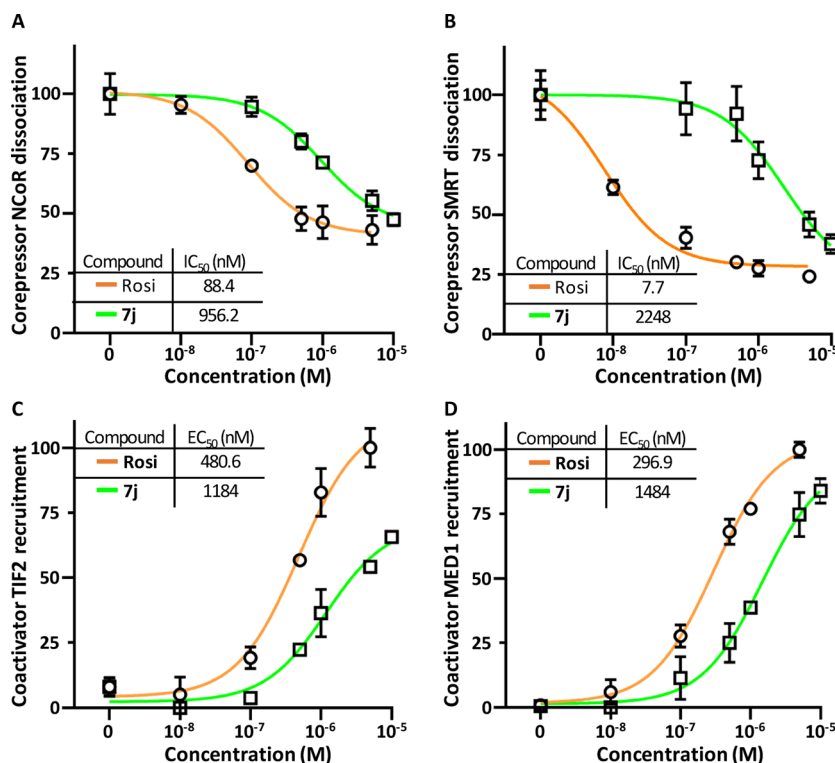 A
Corepressor NCoR dissociation
100
75
50
25
0
Compound IC50 (nM)
Rosi 88.4
7j 956.2
0 10-8 10-7 10-6 10-5
Concentration (M)
B
Corepressor SMRT dissociation
100
75
50
25
0
Compound IC50 (nM)
Rosi 7.7
7j 2248
0 10-8 10-7 10-6 10-5
Concentration (M)
C
Coactivator TIF2 recruitment
100
75
50
25
0
Compound EC50 (nM)
Rosi 480.6
7j 1184
0 10-8 10-7 10-6 10-5
Concentration (M)
D
Coactivator MED1 recruitment
100
75
50
25
0
Compound EC50 (nM)
Rosi 296.9
7j 1484
0 10-8 10-7 10-6 10-5
Concentration (M)